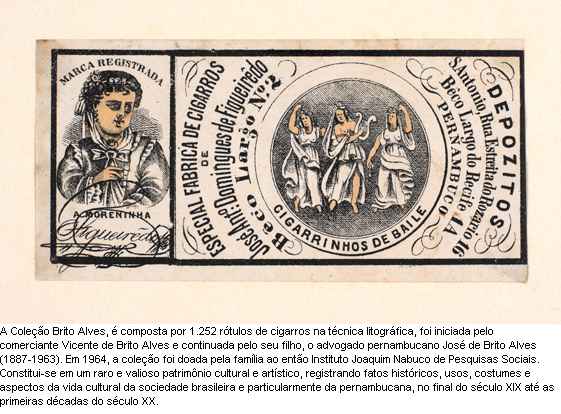 MARCA REGISTRADA
A MORENINHA
Figueirêdo
ESPECIAL FABRICA DE CIGARROS
DE
José Antº Domingues de Figueiredo
Beco Largo Nº 2
CIGARRINHOS DE BAILE
DEPOZITOS
S. Antonio, Rua Estreita do Rozario 16
Bêco Largo do Recife 1A
PERNAMBUCO
A Coleção Brito Alves, é composta por 1.252 rótulos de cigarros na técnica litográfica, foi iniciada pelo
comerciante Vicente de Brito Alves e continuada pelo seu filho, o advogado pernambucano José de Brito Alves
(1887-1963). Em 1964, a coleção foi doada pela família ao então Instituto Joaquim Nabuco de Pesquisas Sociais.
Constitui-se em um raro e valioso patrimônio cultural e artístico, registrando fatos históricos, usos, costumes e
aspectos da vida cultural da sociedade brasileira e particularmente da pernambucana, no final do século XIX até as
primeiras décadas do século XX.